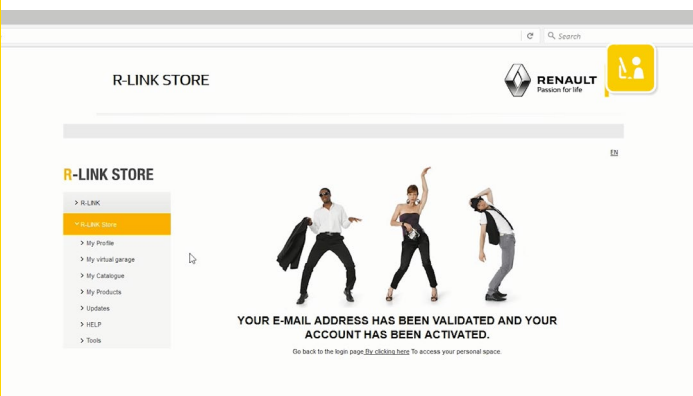 Search
R-LINK STORE
RENAULT
Passion for life
EN
R-LINK STORE
R-LINK
R-LINK Store
My Profile
My virtual garage
My Catalogue
My Products
Updates
HELP
Tools
YOUR E-MAIL ADDRESS HAS BEEN VALIDATED AND YOUR
ACCOUNT HAS BEEN ACTIVATED.
Go back to the login page By clicking here To access your personal space.